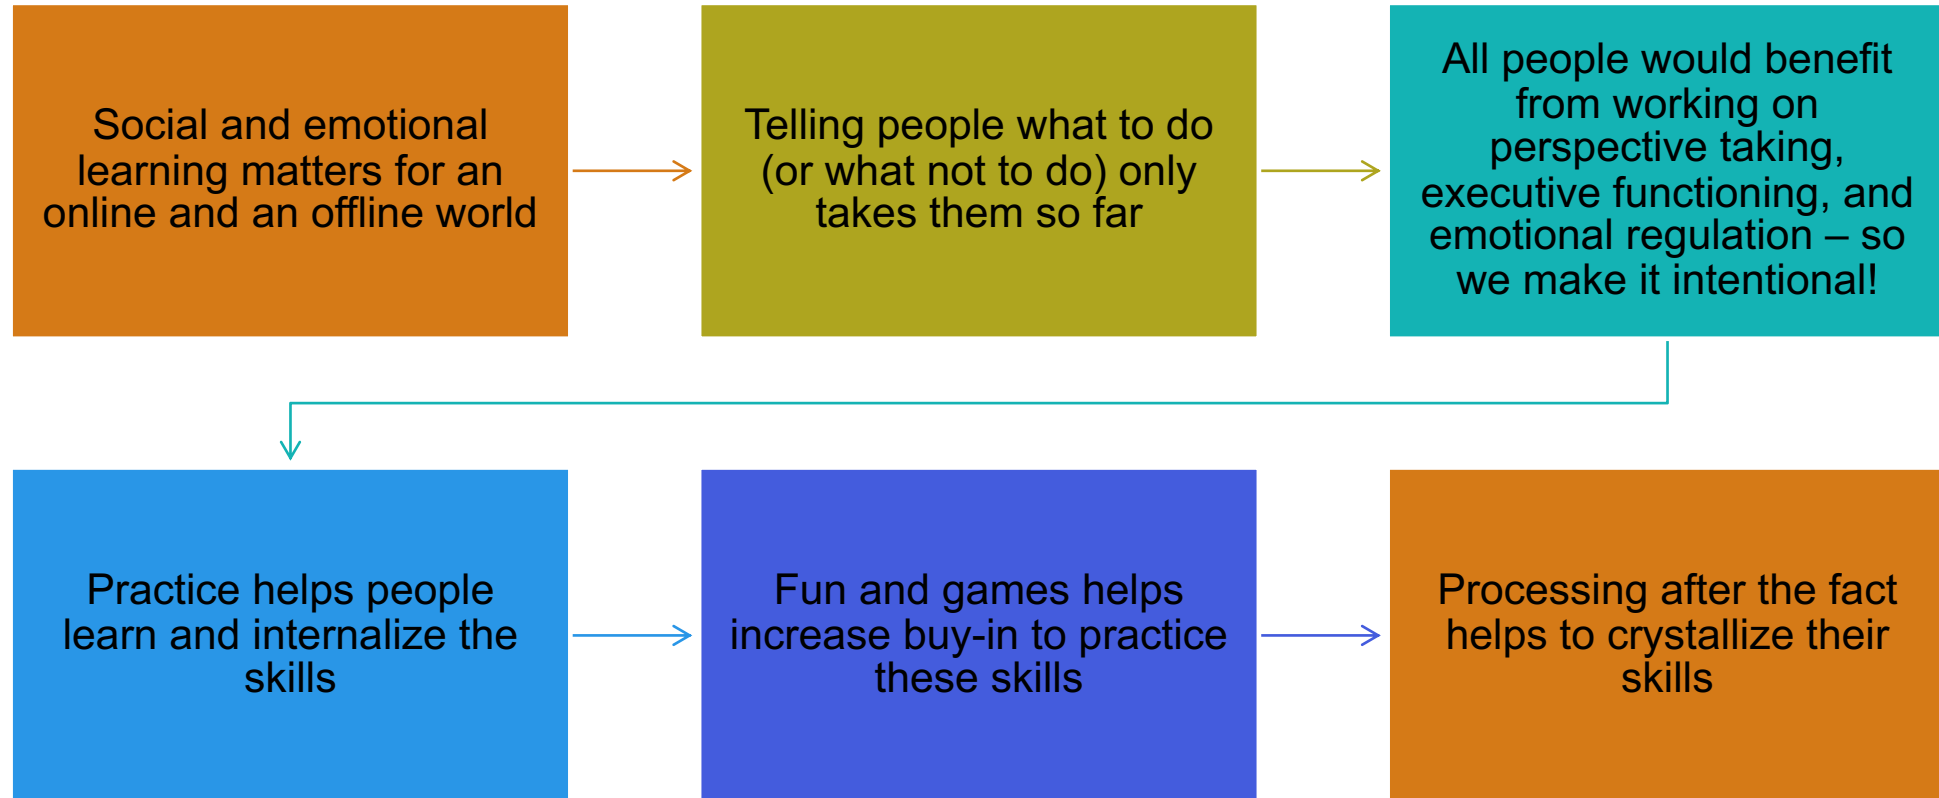 Social and emotional
learning matters for an
online and an offline world
Telling people what to do
(or what not to do) only
takes them so far
All people would benefit
from working on
perspective taking,
executive functioning, and
emotional regulation – so
we make it intentional!
Practice helps people
learn and internalize the
skills
Fun and games helps
increase buy-in to practice
these skills
Processing after the fact
helps to crystallize their
skills